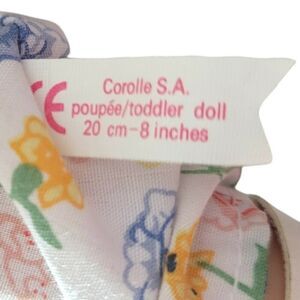 Corolle S.A.
CE poupée/toddler doll
20 cm-8 inches